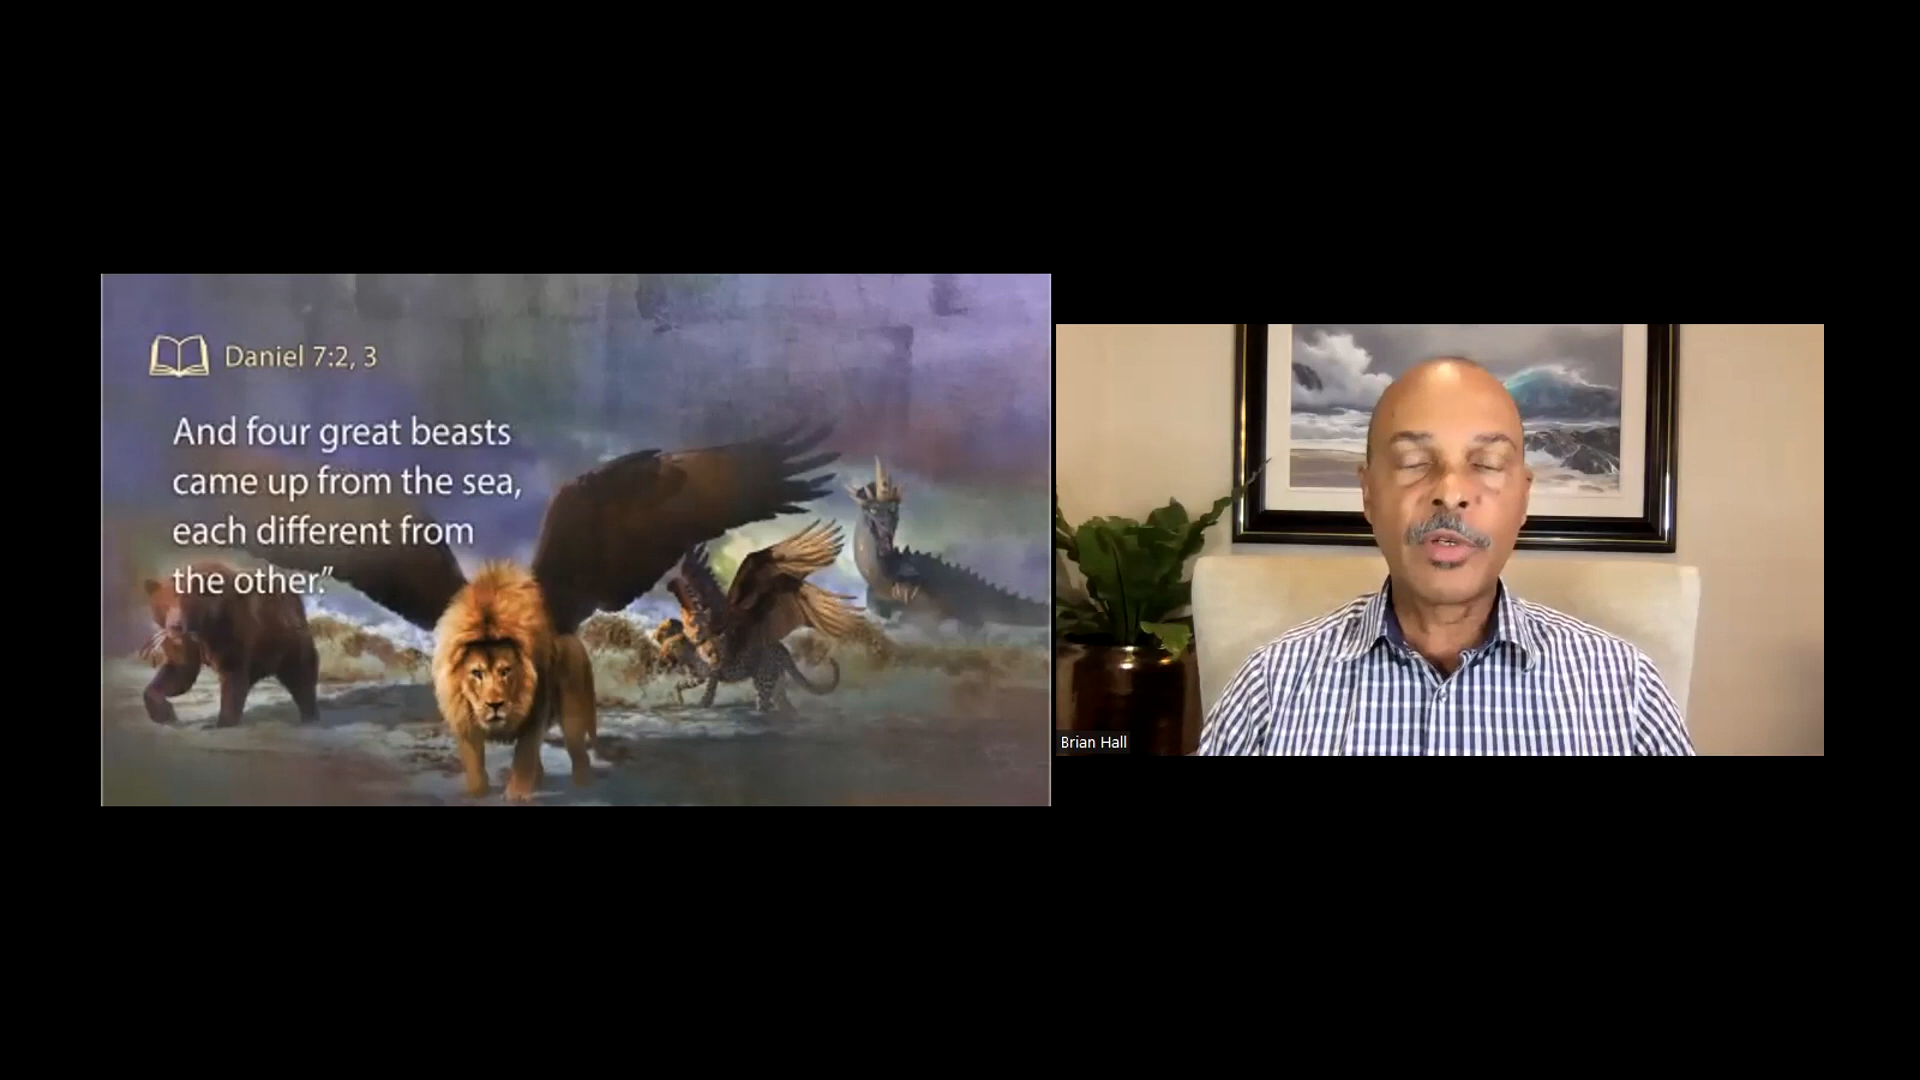 Daniel 7:2, 3
And four great beasts
came up from the sea,
each different from
the other.”
Brian Hall